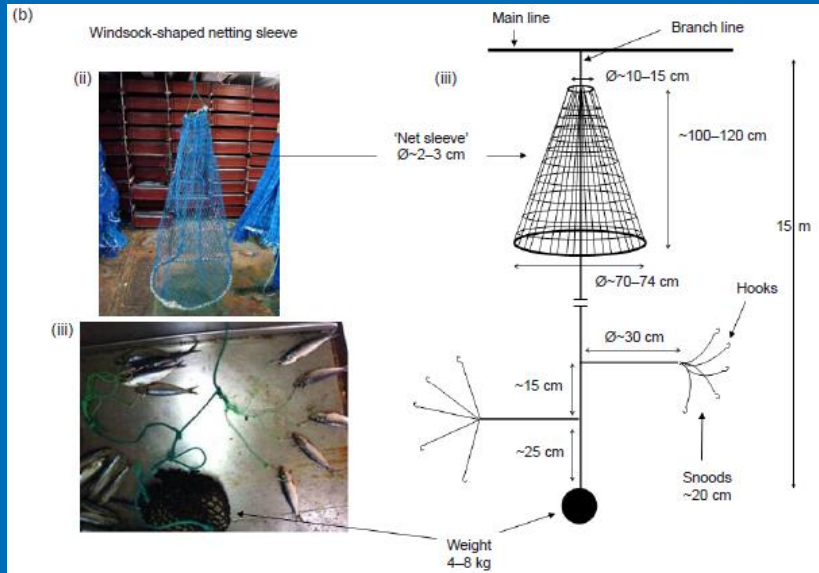 (b)
Windsock-shaped netting sleeve
(ii)
(iii)
Main line
Branch line
Ø~10–15 cm
'Net sleeve'
Ø~2–3 cm
~100–120 cm
15 m
Ø~70–74 cm
Hooks
(iii)
Ø~30 cm
~15 cm
~25 cm
Snoods
~20 cm
Weight
4–8 kg